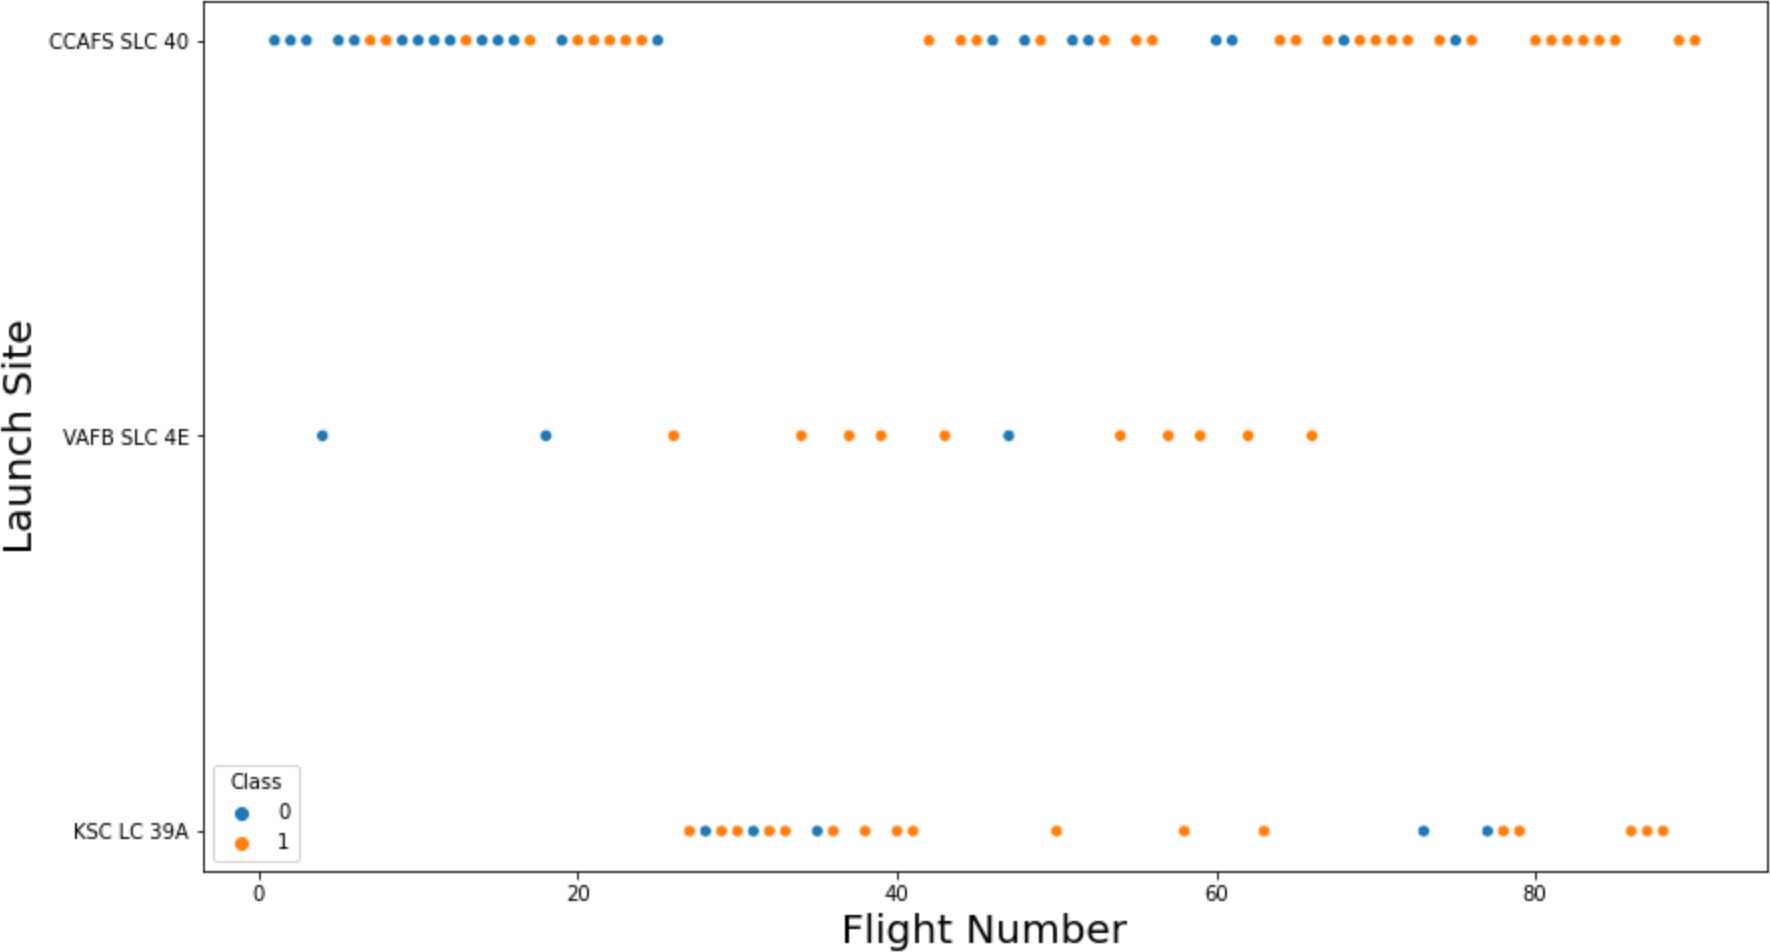 CCAFS SLC 40
VAFB SLC 4E
KSC LC 39A
Launch Site
Class
0
1
0 20 40 60 80
Flight Number